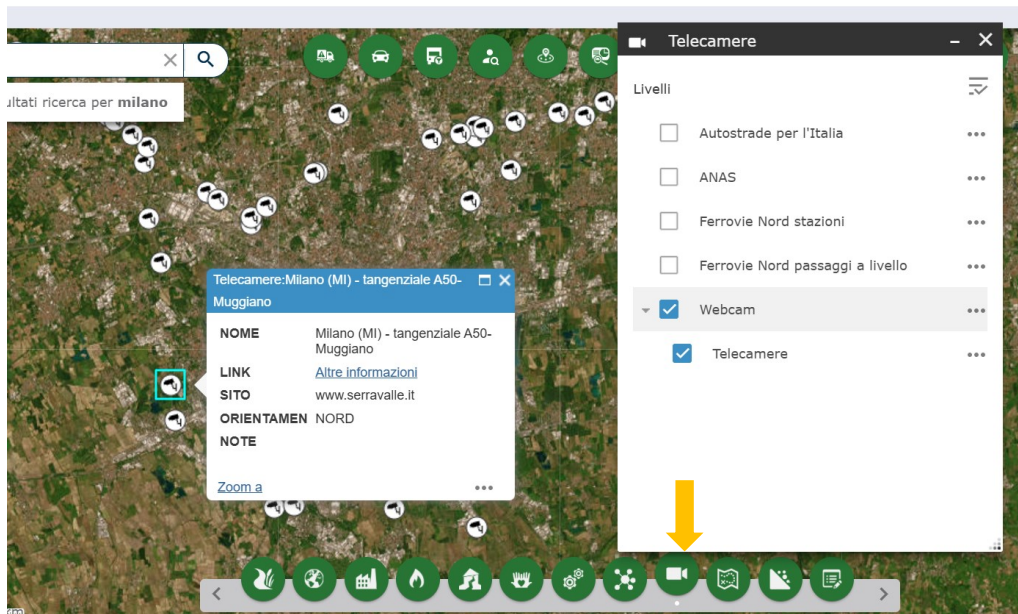 Telecamere
ultati ricerca per milano
Livelli
Autostrade per l'Italia
ANAS
Ferrovie Nord stazioni
Ferrovie Nord passaggi a livello
Webcam
Telecamere
Telecamere:Milano (MI) - tangenziale A50-
Muggiano
NOME Milano (MI) - tangenziale A50-
Muggiano
LINK Altre informazioni
SITO www.serravalle.it
ORIENTAMEN NORD
NOTE
Zoom a
km